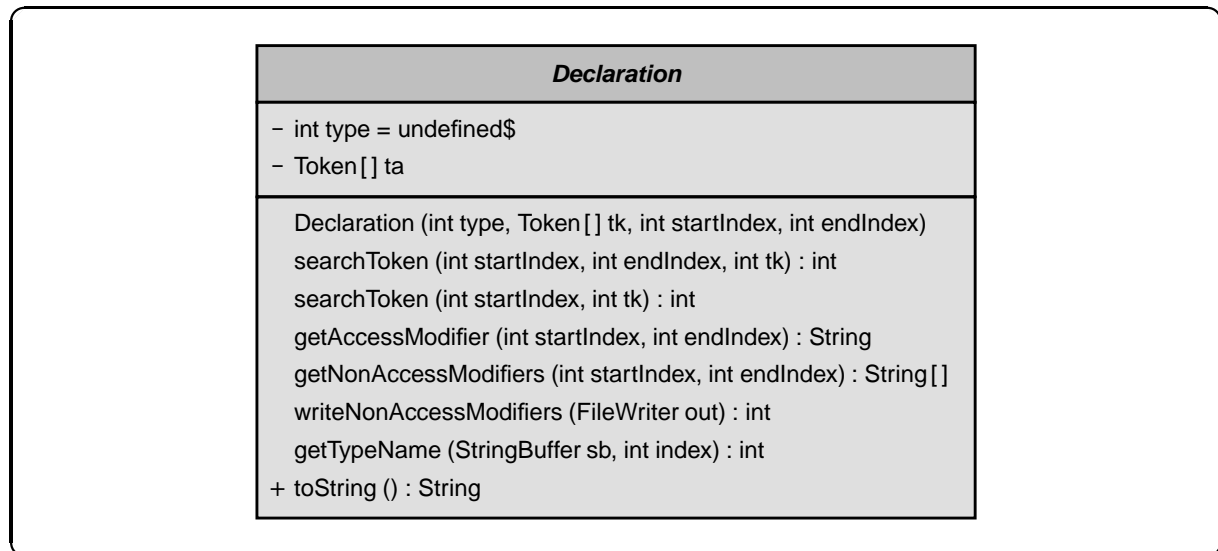 Declaration
- int type = undefined$
- Token[] ta
Declaration (int type, Token[] tk, int startIndex, int endIndex)
searchToken (int startIndex, int endIndex, int tk) : int
searchToken (int startIndex, int tk) : int
getAccessModifier (int startIndex, int endIndex) : String
getNonAccessModifiers (int startIndex, int endIndex) : String[]
writeNonAccessModifiers (FileWriter out) : int
getTypeName (StringBuffer sb, int index) : int
+ toString () : String